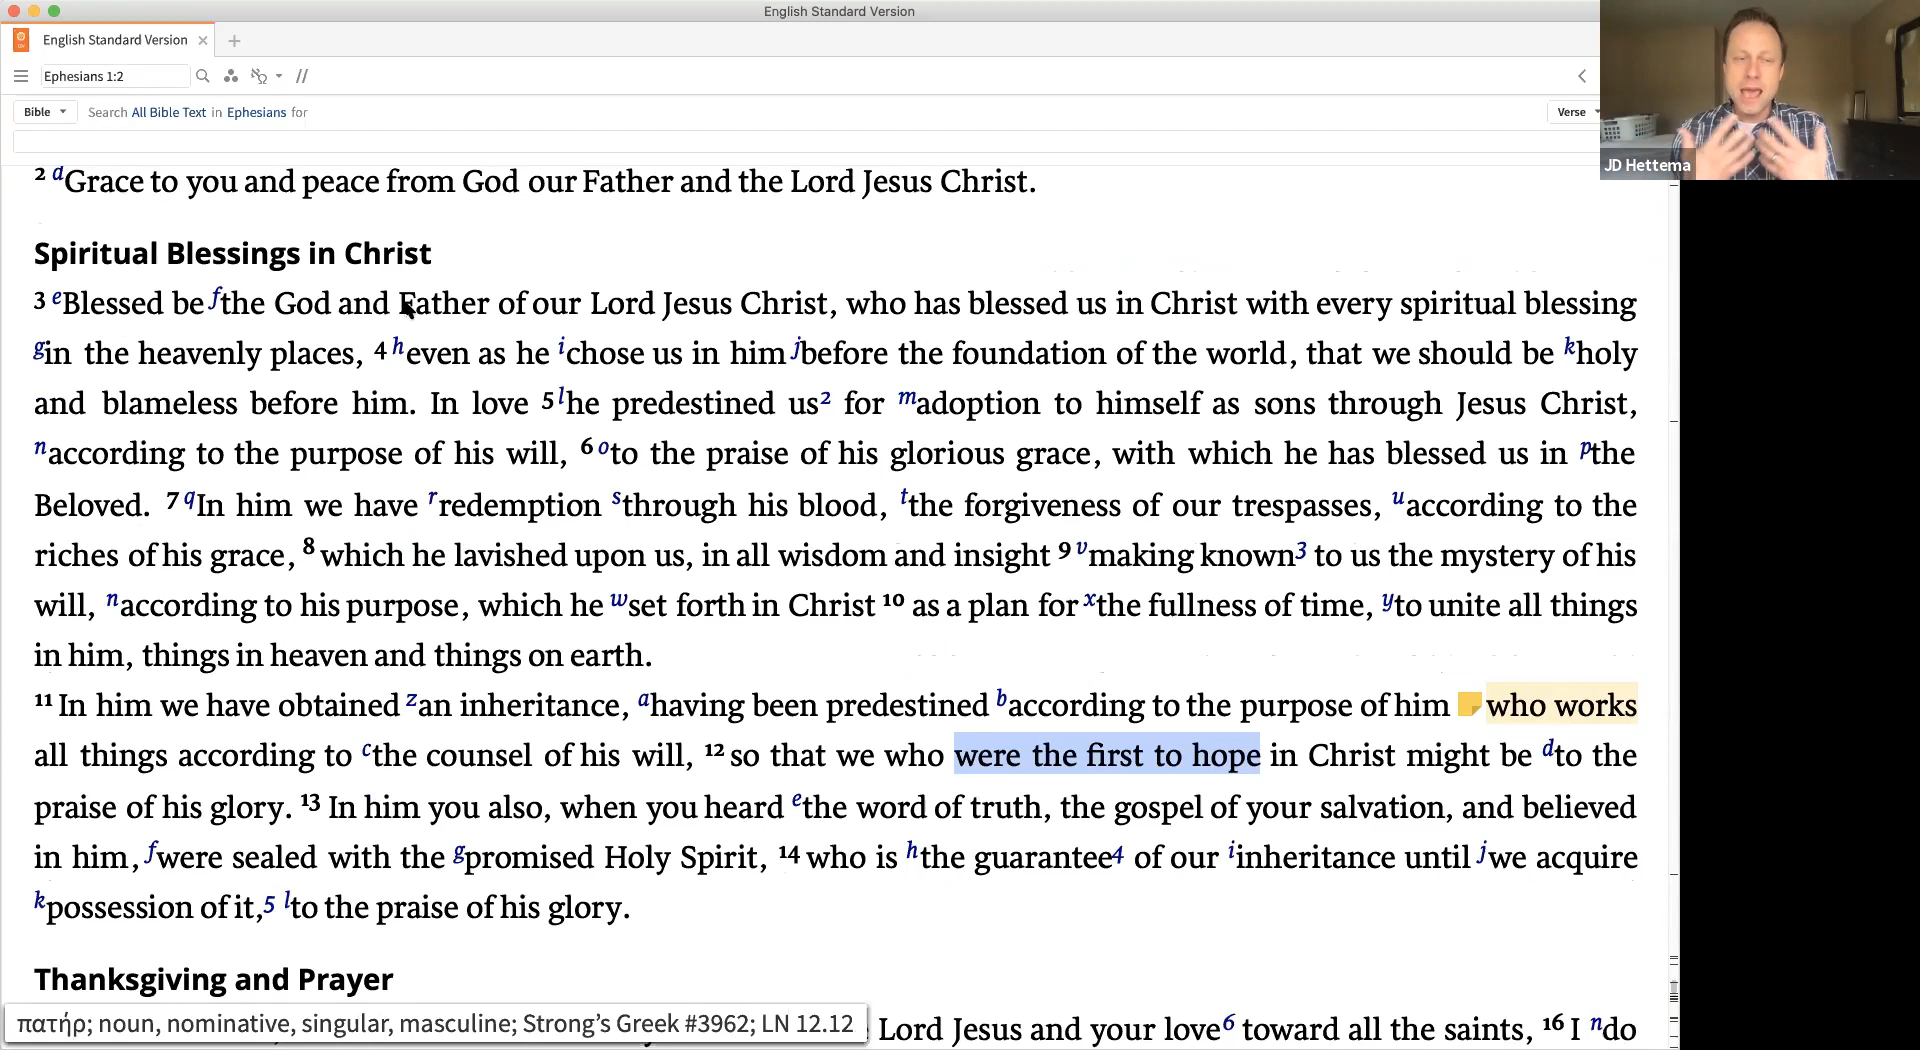 English Standard Version
English Standard Version
Ephesians 1:2
Bible Search All Bible Text in Ephesians for Verse
JD Hettema
2 dGrace to you and peace from God our Father and the Lord Jesus Christ.
Spiritual Blessings in Christ
3 eBlessed be fthe God and Father of our Lord Jesus Christ, who has blessed us in Christ with every spiritual blessing
gin the heavenly places, 4 heven as he ichose us in him jbefore the foundation of the world, that we should be kholy
and blameless before him. In love 5 lhe predestined us2 for madoption to himself as sons through Jesus Christ,
naccording to the purpose of his will, 6 oto the praise of his glorious grace, with which he has blessed us in pthe
Beloved. 7 qIn him we have rredemption sthrough his blood, tthe forgiveness of our trespasses, uaccording to the
riches of his grace, 8 which he lavished upon us, in all wisdom and insight 9 vmaking known3 to us the mystery of his
will, naccording to his purpose, which he wset forth in Christ 10 as a plan for xthe fullness of time, yto unite all things
in him, things in heaven and things on earth.
11 In him we have obtained zan inheritance, ahaving been predestined baccording to the purpose of him who works
all things according to cthe counsel of his will, 12 so that we who were the first to hope in Christ might be dto the
praise of his glory. 13 In him you also, when you heard ethe word of truth, the gospel of your salvation, and believed
in him, fwere sealed with the gpromised Holy Spirit, 14 who is hthe guarantee4 of our iinheritance until jwe acquire
kpossession of it,5 lto the praise of his glory.
Thanksgiving and Prayer
πατήρ; noun, nominative, singular, masculine; Strong's Greek #3962; LN 12.12
Lord Jesus and your love6 toward all the saints, 16 I ndo